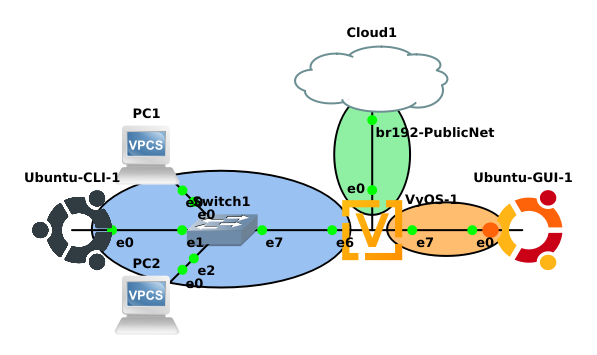 Cloud1
PC1
VPCS
br192-PublicNet
Ubuntu-CLI-1
Ubuntu-GUI-1
e0
e0
Switch1
VyOS-1
e0
e0
e1
e7
e6
e7
e0
PC2
e2
e0
VPCS